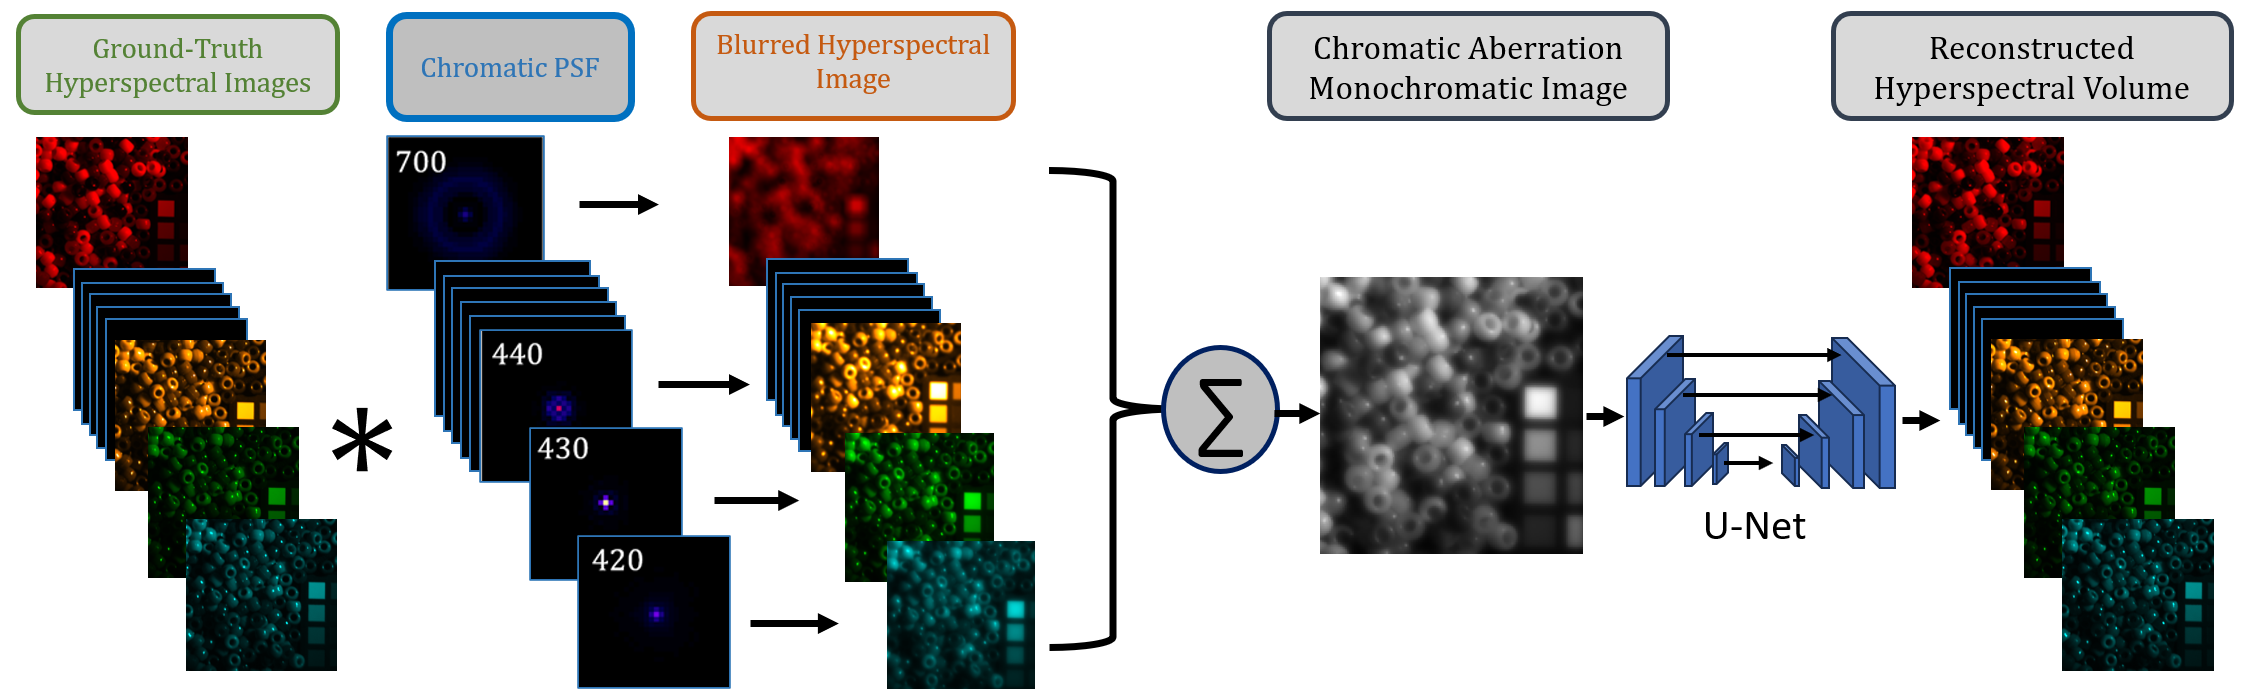 Ground-Truth
Hyperspectral Images
Chromatic PSF
Blurred Hyperspectral
Image
Chromatic Aberration
Monochromatic Image
Reconstructed
Hyperspectral Volume
700
440
430
420
*
∑
U-Net